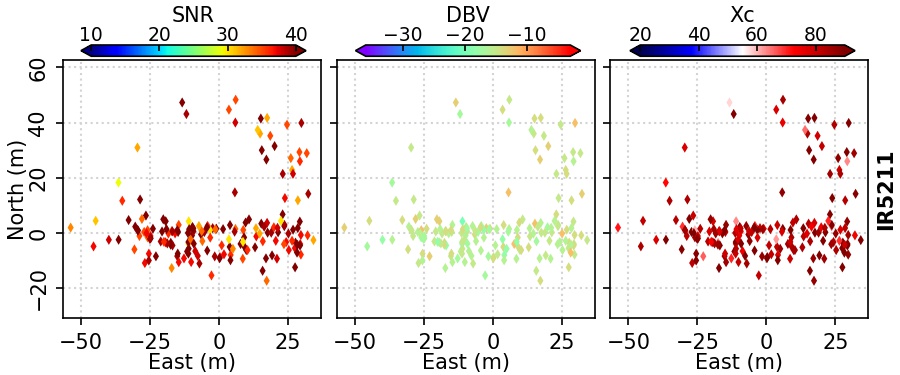 SNR DBV Xc
10 20 30 40 −30 −20 −10 20 40 60 80
60
40
20
0
−20
North (m)
IR5211
−50 −25 0 25 −50 −25 0 25 −50 −25 0 25
East (m) East (m) East (m)